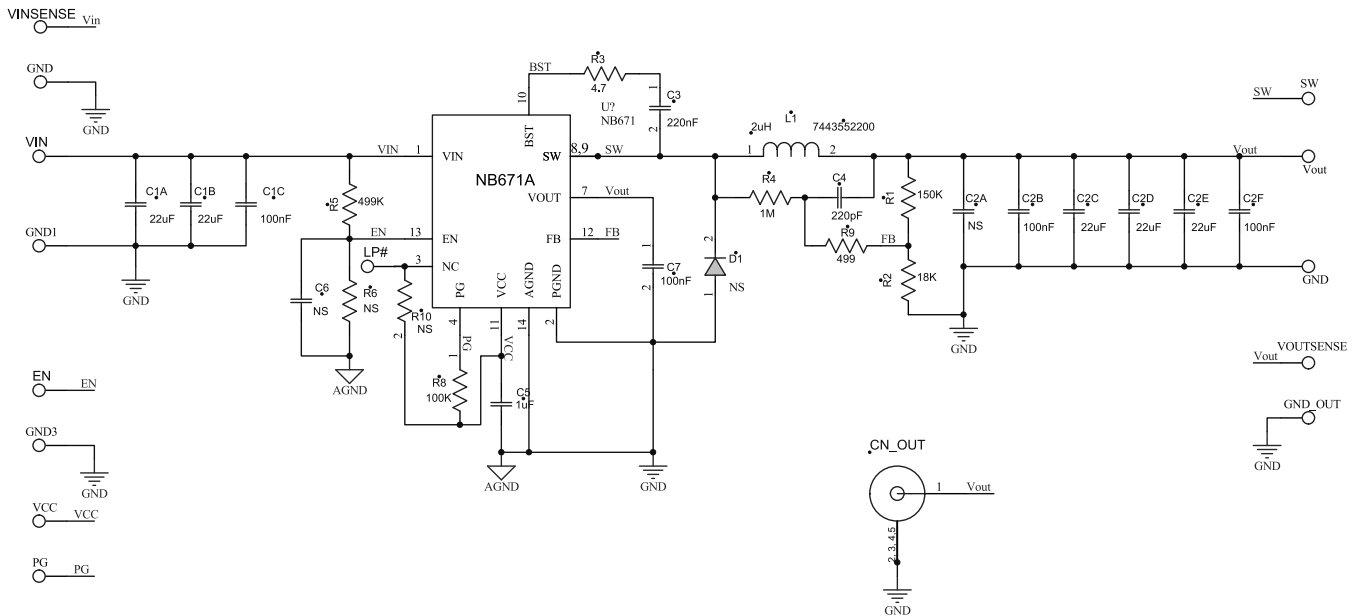 VINSENSE
Vin
GND
GND
VIN
VIN
1
C1A
22uF
C1B
22uF
C1C
100nF
GND1
GND
R5
499K
EN
13
LP#
3
C6
NS
R6
NS
AGND
R10
NS
2
BST
10
R3
4.7
1
C3
220nF
2
U?
NB671
NB671A
VIN
BST
SW
VOUT
EN
FB
NC
PG
VCC
AGND
PGND
8,9
SW
7
Vout
12
FB
4
11
14
2
PG
VCC
1
R8
100K
C5
1uF
AGND
GND
1
C7
100nF
2
2
D1
NS
1
2uH
L1
7443552200
1
2
R4
1M
C4
220pF
R9
499
FB
R1
150K
R2
18K
GND
C2A
NS
C2B
100nF
C2C
22uF
C2D
22uF
C2E
22uF
C2F
100nF
SW
SW
Vout
Vout
GND
VOUTSENSE
Vout
GND_OUT
GND
EN
EN
GND3
GND
VCC
VCC
PG
PG
CN_OUT
1
Vout
2, 3, 4,5
GND